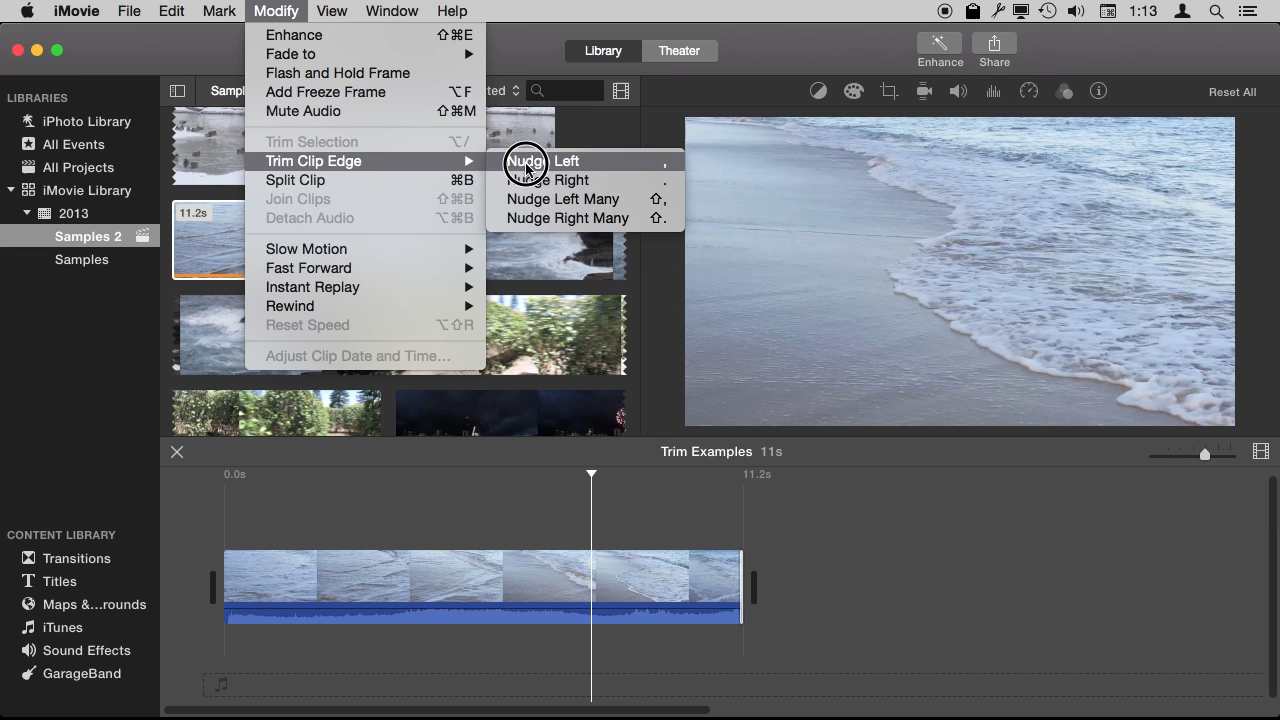 iMovie File Edit Mark Modify View Window Help 1:13
Library Theater
Enhance Share
LIBRARIES
iPhoto Library
All Events
All Projects
iMovie Library
2013
Samples 2
Samples
CONTENT LIBRARY
Transitions
Titles
Maps &...rounds
iTunes
Sound Effects
GarageBand
Sampl
ted
11.2s
Enhance ⇧⌘E
Fade to
Flash and Hold Frame
Add Freeze Frame ⌥F
Mute Audio ⇧⌘M
Trim Selection ⌥/
Trim Clip Edge
Split Clip ⌘B
Join Clips ⇧⌘B
Detach Audio ⌥⌘B
Slow Motion
Fast Forward
Instant Replay
Rewind
Reset Speed ⌥⇧R
Adjust Clip Date and Time...
Nudge Left ,
Nudge Right .
Nudge Left Many ⇧,
Nudge Right Many ⇧.
Reset All
Trim Examples 11s
0.0s 11.2s